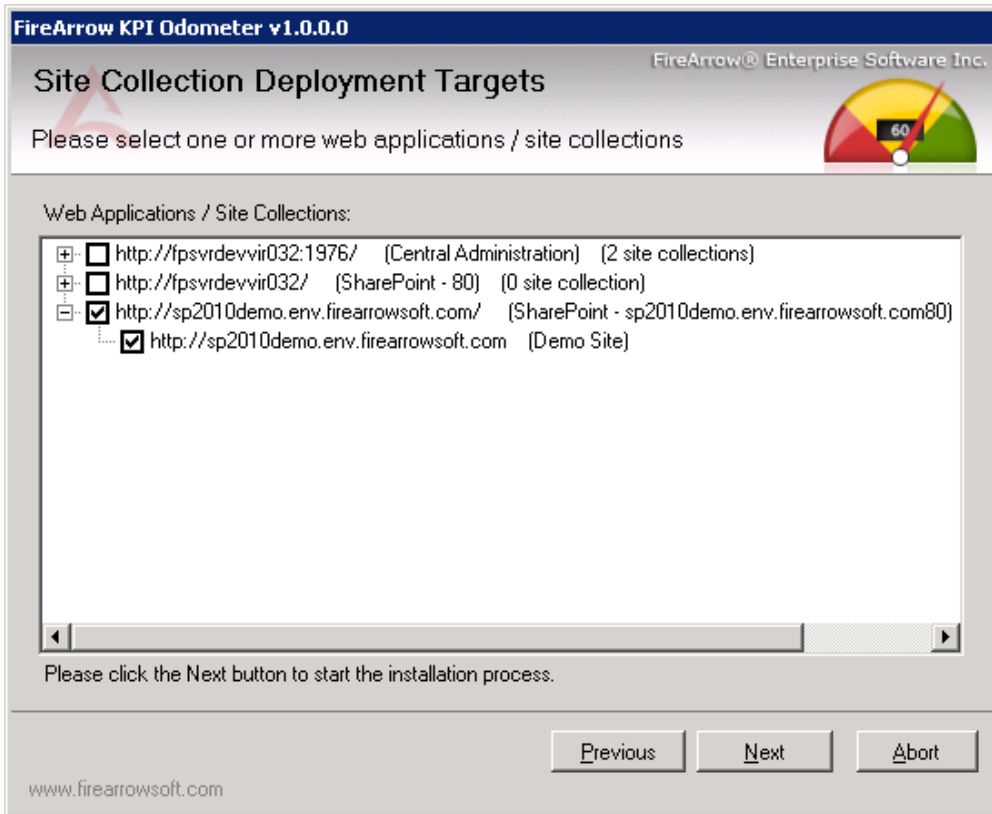 FireArrow KPI Odometer v1.0.0.0
FireArrow® Enterprise Software Inc.
Site Collection Deployment Targets
Please select one or more web applications / site collections
60
Web Applications / Site Collections:
http://fpsvrdevvir032:1976/ (Central Administration) (2 site collections)
http://fpsvrdevvir032/ (SharePoint - 80) (0 site collection)
http://sp2010demo.env.firearrowsoft.com/ (SharePoint - sp2010demo.env.firearrowsoft.com80)
http://sp2010demo.env.firearrowsoft.com (Demo Site)
Please click the Next button to start the installation process.
Previous Next Abort
www.firearrowsoft.com